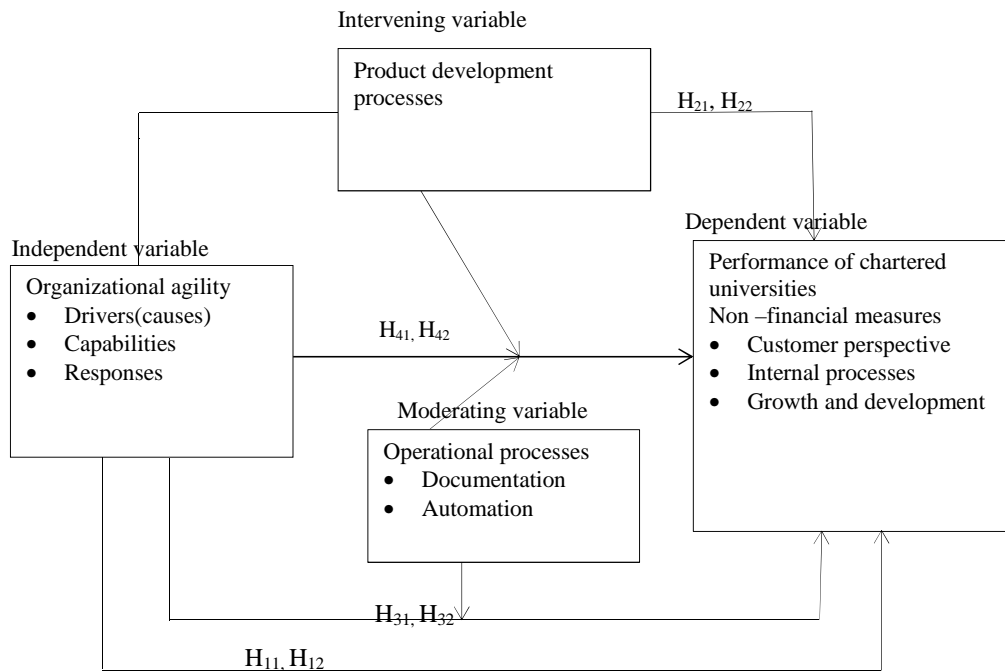 Intervening variable
Product development
processes
H21, H22
Dependent variable
Independent variable
Organizational agility
• Drivers(causes)
• Capabilities
• Responses
H41, H42
Performance of chartered
universities
Non –financial measures
• Customer perspective
• Internal processes
• Growth and development
Moderating variable
Operational processes
• Documentation
• Automation
H31, H32
H11, H12